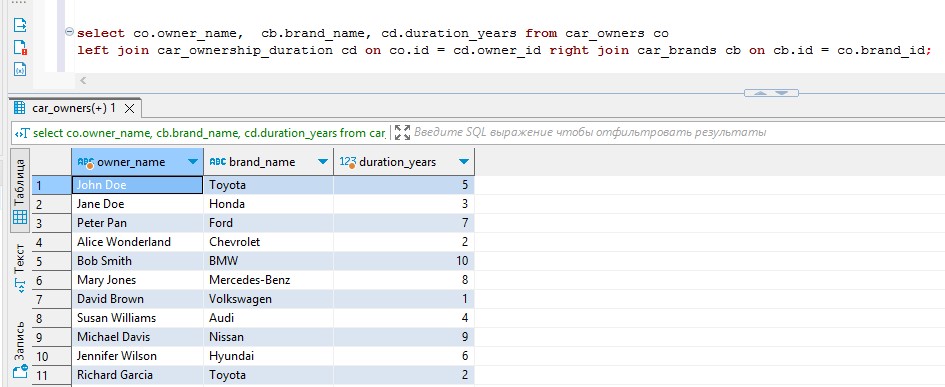 select co.owner_name,  cb.brand_name, cd.duration_years from car_owners co
left join car_ownership_duration cd on co.id = cd.owner_id right join car_brands cb on cb.id = co.brand_id;
car_owners(+) 1
select co.owner_name, cb.brand_name, cd.duration_years from car_
Введите SQL выражение чтобы отфильтровать результаты
Таблица
Текст
Запись
ABC owner_name ABC brand_name 123 duration_years
1 John Doe Toyota 5
2 Jane Doe Honda 3
3 Peter Pan Ford 7
4 Alice Wonderland Chevrolet 2
5 Bob Smith BMW 10
6 Mary Jones Mercedes-Benz 8
7 David Brown Volkswagen 1
8 Susan Williams Audi 4
9 Michael Davis Nissan 9
10 Jennifer Wilson Hyundai 6
11 Richard Garcia Toyota 2